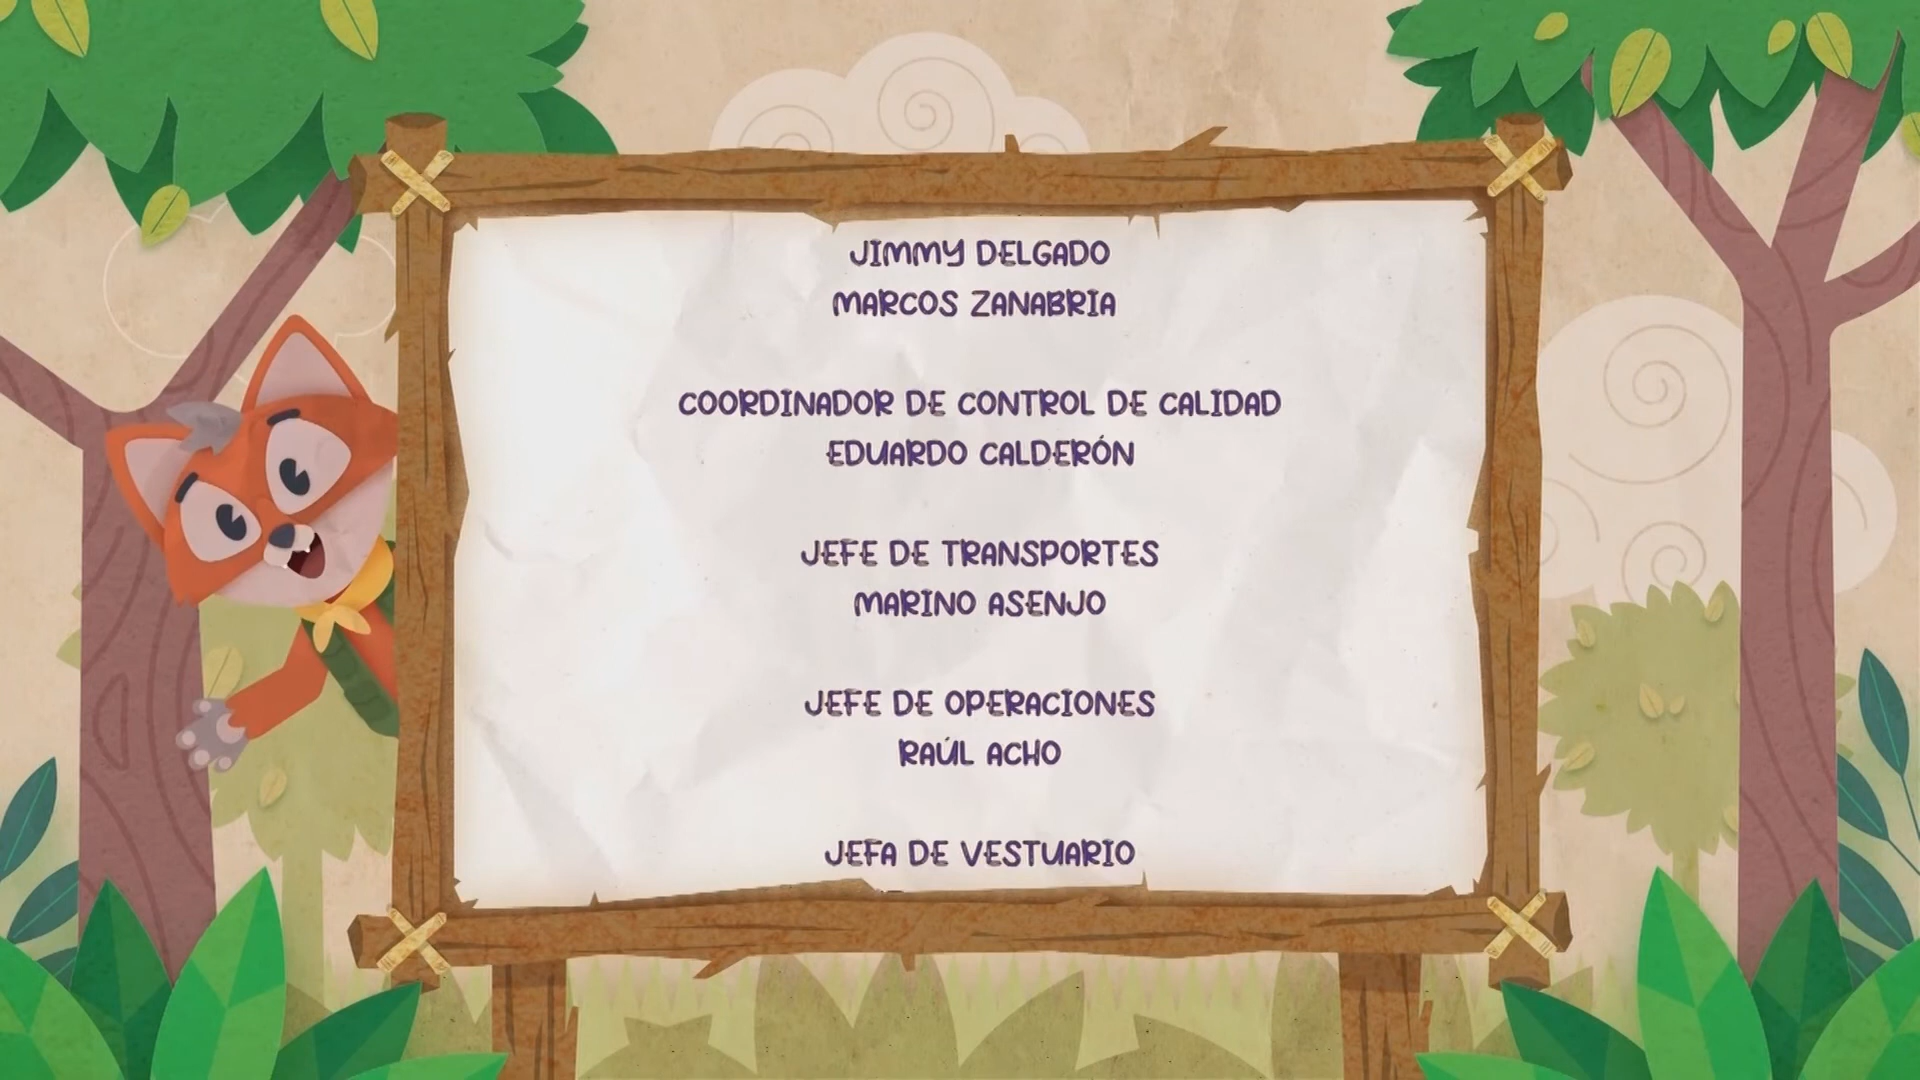 JIMMY DELGADO
MARCOS ZANABRIA
COORDINADOR DE CONTROL DE CALIDAD
EDUARDO CALDERÓN
JEFE DE TRANSPORTES
MARINO ASENJO
JEFE DE OPERACIONES
RAÚL ACHO
JEFA DE VESTUARIO